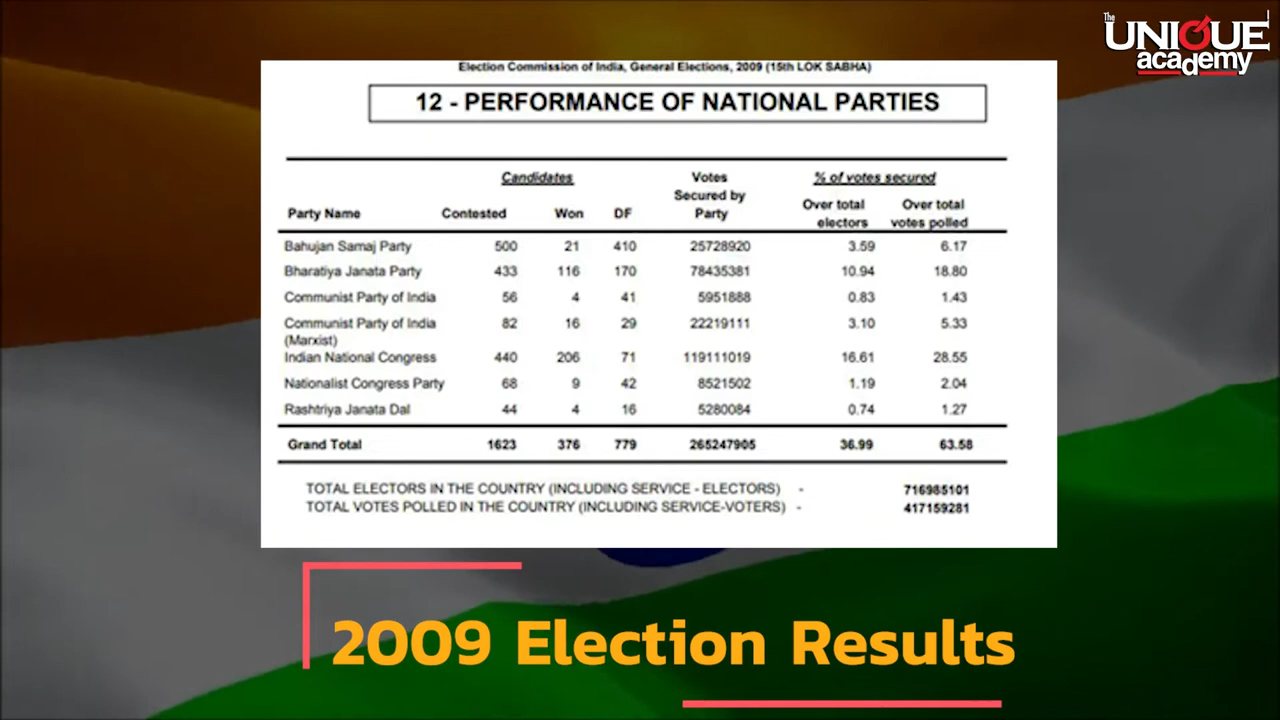 The
UNIQUE
academy
Election Commission of India, General Elections, 2009 (15th LOK SABHA)
12 - PERFORMANCE OF NATIONAL PARTIES
Candidates Votes % of votes secured
Secured by
Party Name Contested Won DF Party Over total electors Over total votes polled
Bahujan Samaj Party 500 21 410 25728920 3.59 6.17
Bharatiya Janata Party 433 116 170 78435381 10.94 18.80
Communist Party of India 56 4 41 5951888 0.83 1.43
Communist Party of India 82 16 29 22219111 3.10 5.33
(Marxist)
Indian National Congress 440 206 71 119111019 16.61 28.55
Nationalist Congress Party 68 9 42 8521502 1.19 2.04
Rashtriya Janata Dal 44 4 16 5280084 0.74 1.27
Grand Total 1623 376 779 265247905 36.99 63.58
TOTAL ELECTORS IN THE COUNTRY (INCLUDING SERVICE - ELECTORS) - 716985101
TOTAL VOTES POLLED IN THE COUNTRY (INCLUDING SERVICE-VOTERS) - 417159281
2009 Election Results